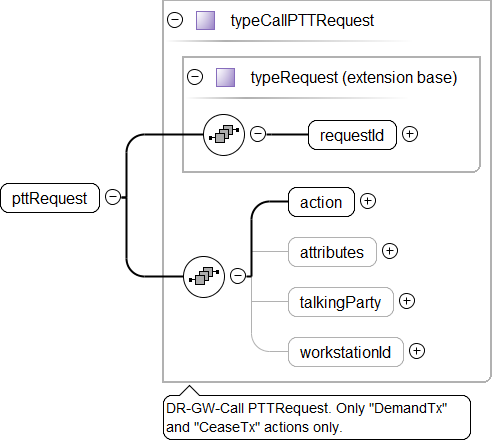 typeCallPTTRequest
typeRequest (extension base)
requestId
pttRequest
action
attributes
talkingParty
workstationId
DR-GW-Call PTTRequest. Only "DemandTx"
and "CeaseTx" actions only.